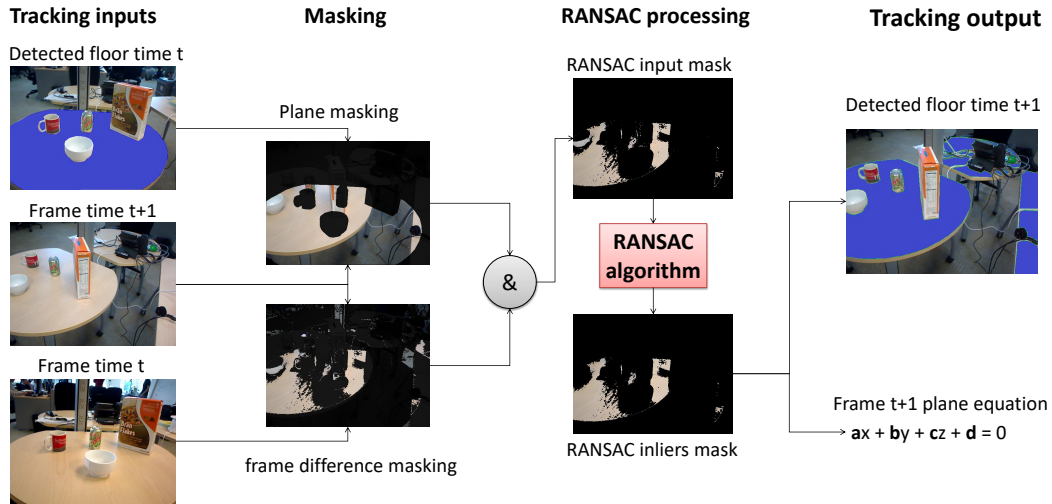 Tracking inputs
Masking
RANSAC processing
Tracking output
Detected floor time t
Plane masking
RANSAC input mask
Detected floor time t+1
Frame time t+1
&
RANSAC
algorithm
Frame time t
frame difference masking
RANSAC inliers mask
Frame t+1 plane equation
ax + by + cz + d = 0